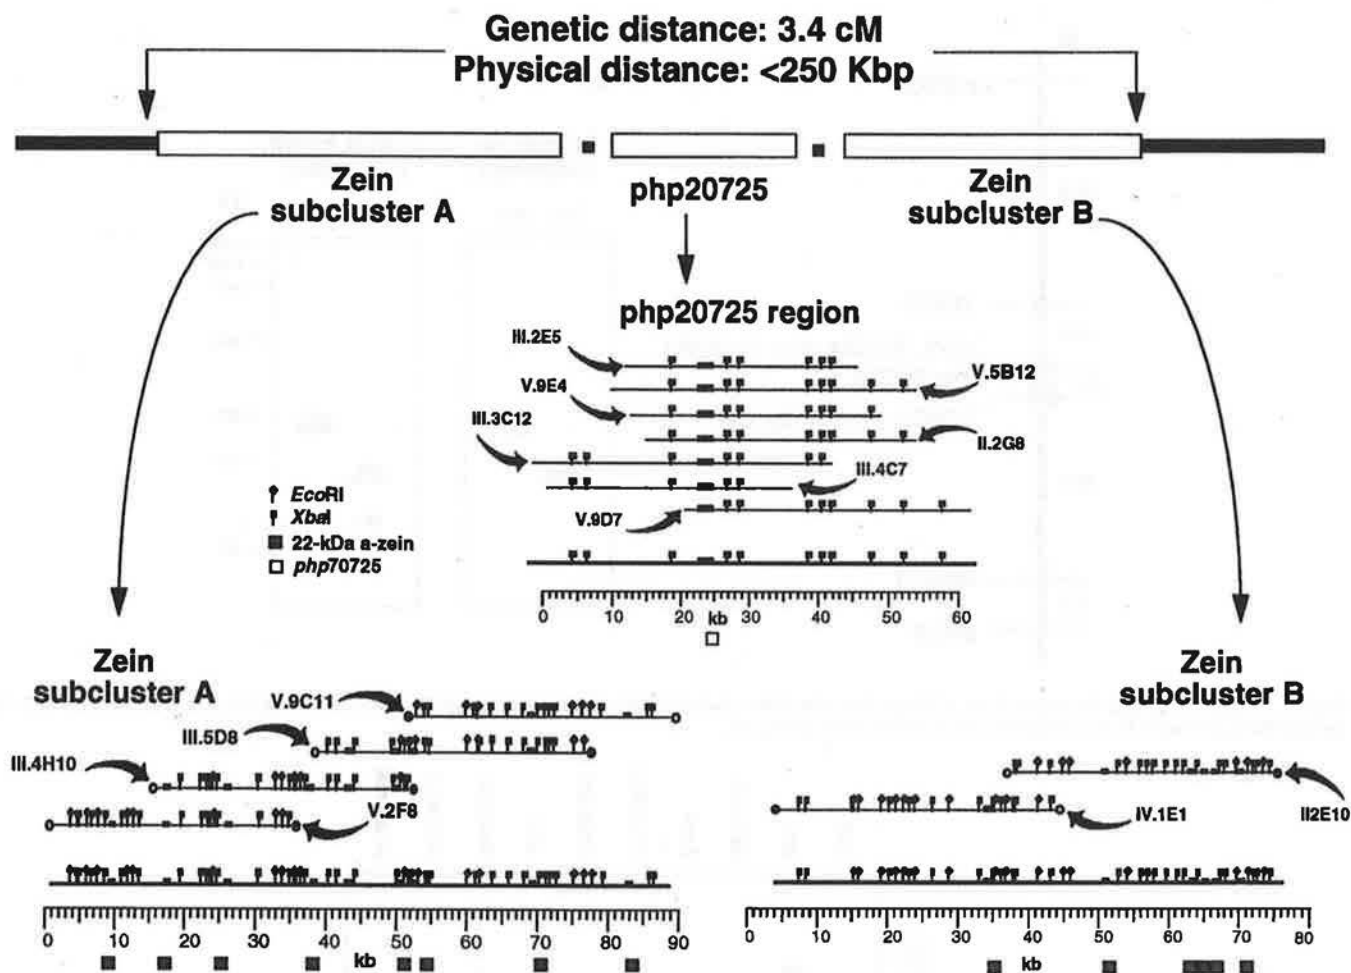 Genetic distance: 3.4 cM
Physical distance: <250 Kbp
Zein
subcluster A
php20725
Zein
subcluster B
php20725 region
III.2E5
V.5B12
V.9E4
III.3C12
II.2G8
III.4C7
V.9D7
EcoRI
XbaI
22-kDa a-zein
php70725
0 10 20 kb 30 40 50 60
Zein
subcluster A
Zein
subcluster B
V.9C11
III.5D8
III.4H10
V.2F8
IV.1E1
II2E10
0 10 20 30 40 kb 50 60 70 80 90
0 10 20 30 40 kb 50 60 70 80